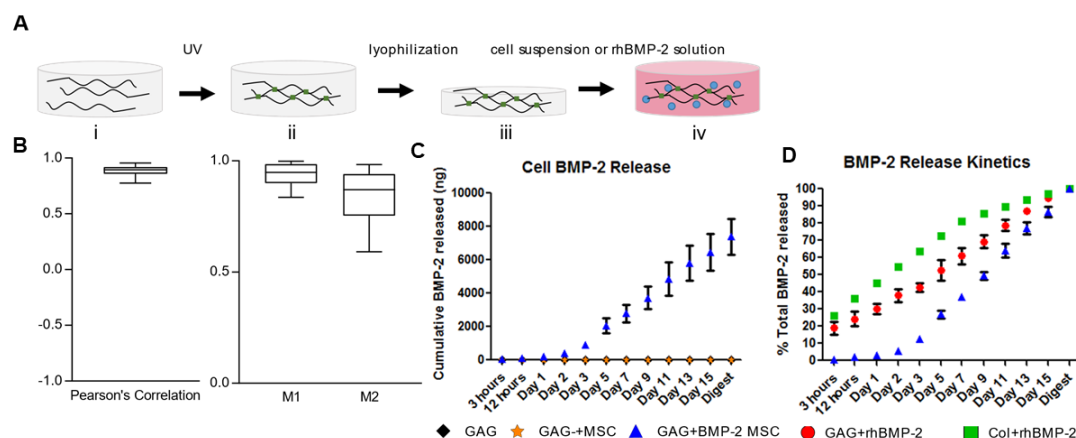 A
UV
lyophilization
cell suspension or rhBMP-2 solution
i
ii
iii
iv
B
1.0
0.5
0.0
-0.5
-1.0
Pearson's Correlation
1.0
0.5
0.0
M1
M2
C
Cell BMP-2 Release
Cumulative BMP-2 released (ng)
10000
8000
6000
4000
2000
0
3 hours
12 hours
Day 1
Day 2
Day 3
Day 5
Day 7
Day 9
Day 11
Day 13
Day 15
Digest
D
BMP-2 Release Kinetics
% Total BMP-2 released
100
90
80
70
60
50
40
30
20
10
0
3 hours
12 hours
Day 1
Day 2
Day 3
Day 5
Day 7
Day 9
Day 11
Day 13
Day 15
Digest
GAG
GAG-+MSC
GAG+BMP-2 MSC
GAG+rhBMP-2
Col+rhBMP-2